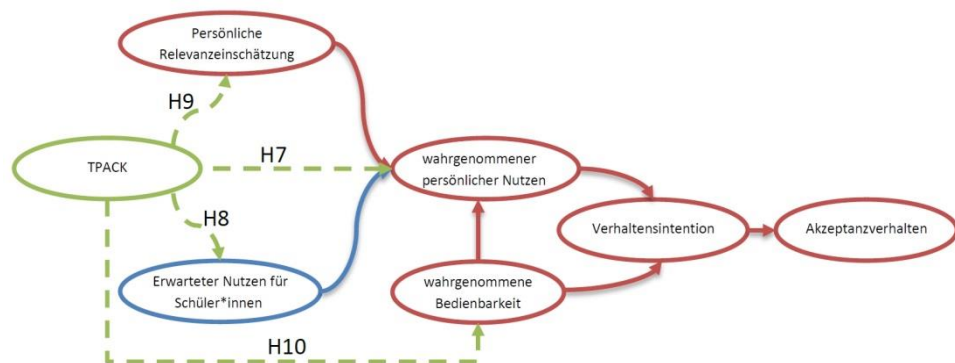 Persönliche
Relevanzeinschätzung
H9
TPACK
H7
wahrgenommener
persönlicher Nutzen
H8
Verhaltensintention
Akzeptanzverhalten
Erwarteter Nutzen für
Schüler*innen
wahrgenommene
Bedienbarkeit
H10